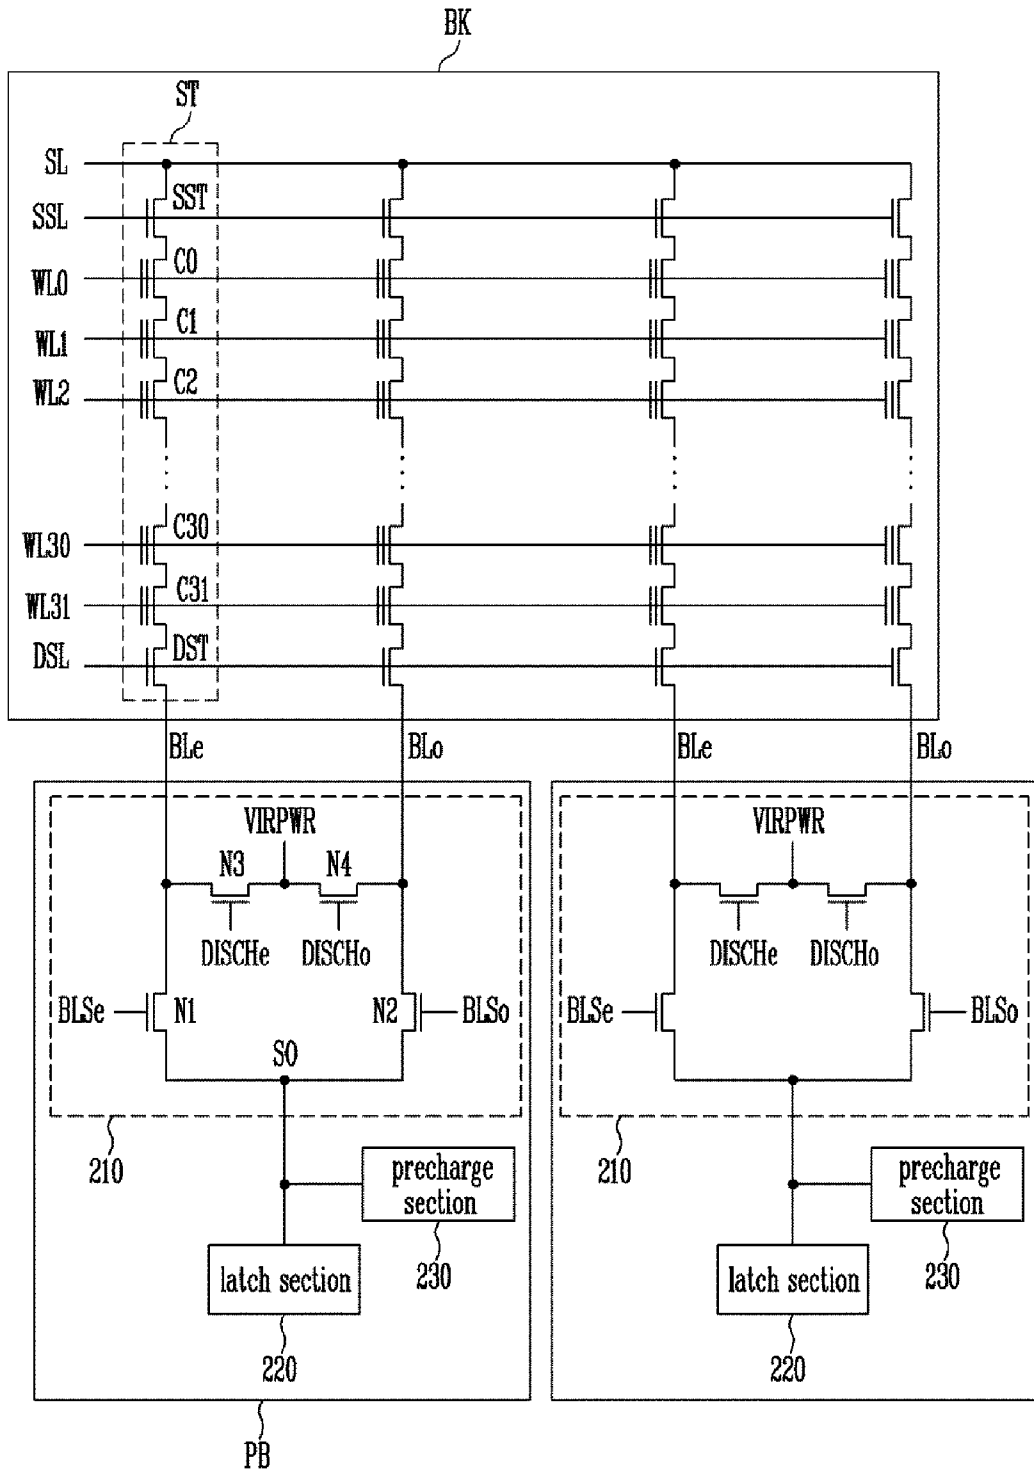 BK
ST
SL
SST
SSL
C0
WL0
C1
WL1
C2
WL2
C30
WL30
C31
WL31
DST
DSL
BLe BLo BLe BLo
VIRPWR VIRPWR
N3 N4
DISCHe DISCHo DISCHe DISCHo
BLSe N1 N2 BLSo BLSe BLSo
SO
210 210
precharge section precharge section
230 230
latch section latch section
220 220
PB